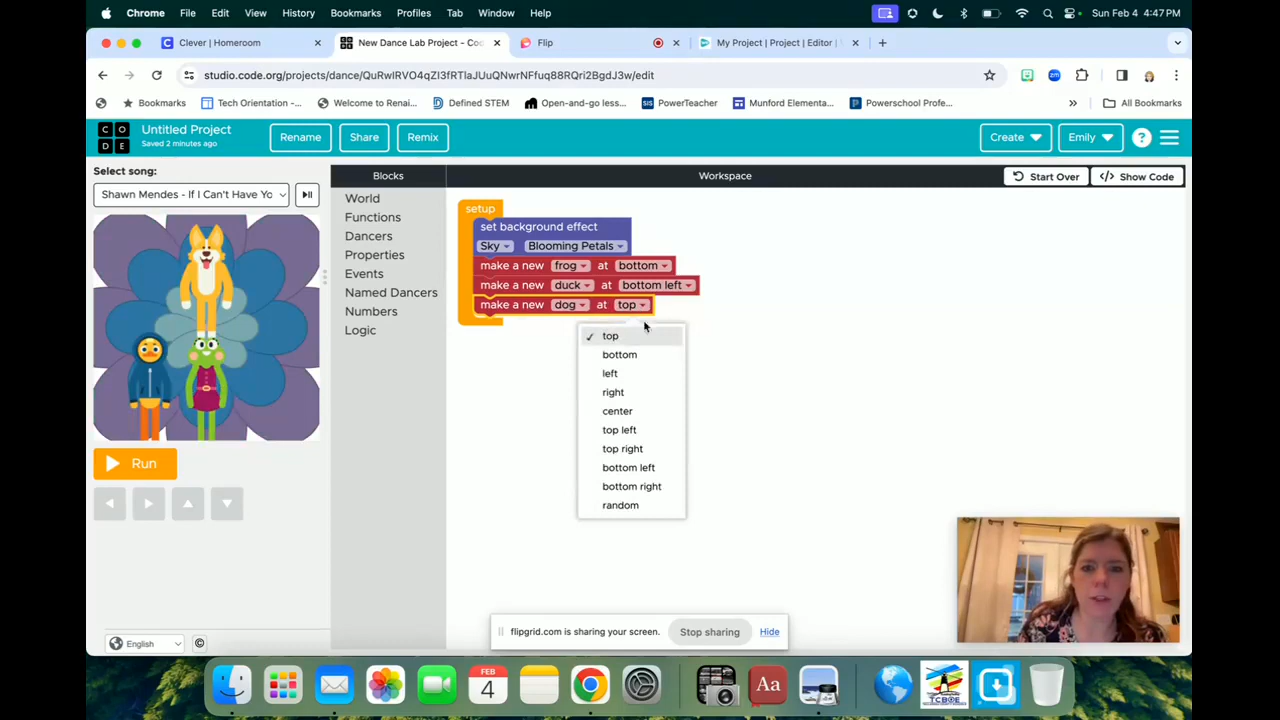 Chrome File Edit View History Bookmarks Profiles Tab Window Help Sun Feb 4 4:47 PM
Clever | Homeroom × New Dance Lab Project - Coo × Flip × My Project | Project | Editor | V × +
studio.code.org/projects/dance/QuRwIRVO4qZI3fRTlaJUuQNwrNFfuq88RQri2BgdJ3w/edit
Bookmarks Tech Orientation -... Welcome to Renai... Defined STEM Open-and-go less... SIS PowerTeacher Munford Elementa... Powerschool Profe... » All Bookmarks
CODE
Untitled Project
Saved 2 minutes ago
Rename Share Remix Create Emily ?
Select song:
Shawn Mendes - If I Can't Have Yo
Blocks Workspace Start Over </> Show Code
World
Functions
Dancers
Properties
Events
Named Dancers
Numbers
Logic
setup
set background effect
Sky Blooming Petals
make a new frog at bottom
make a new duck at bottom left
make a new dog at top
✓ top
bottom
left
right
center
top left
top right
bottom left
bottom right
random
Run
English ©
flipgrid.com is sharing your screen. Stop sharing Hide
FEB
4
Aa